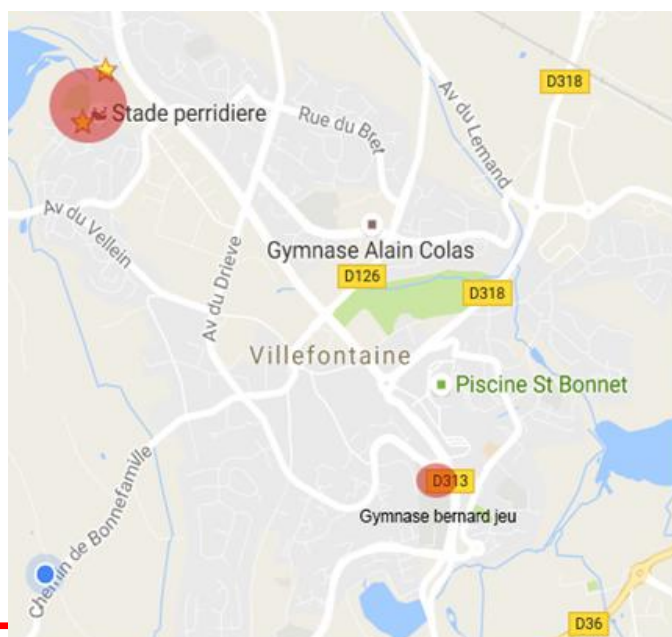 D318
Stade perridiere
Rue du Bret
Av du Lemand
Av du Vellein
Gymnase Alain Colas
D126
D318
Av du Drieve
Villefontaine
Piscine St Bonnet
D313
Gymnase bernard jeu
Chemin de Bonnefamille
D36